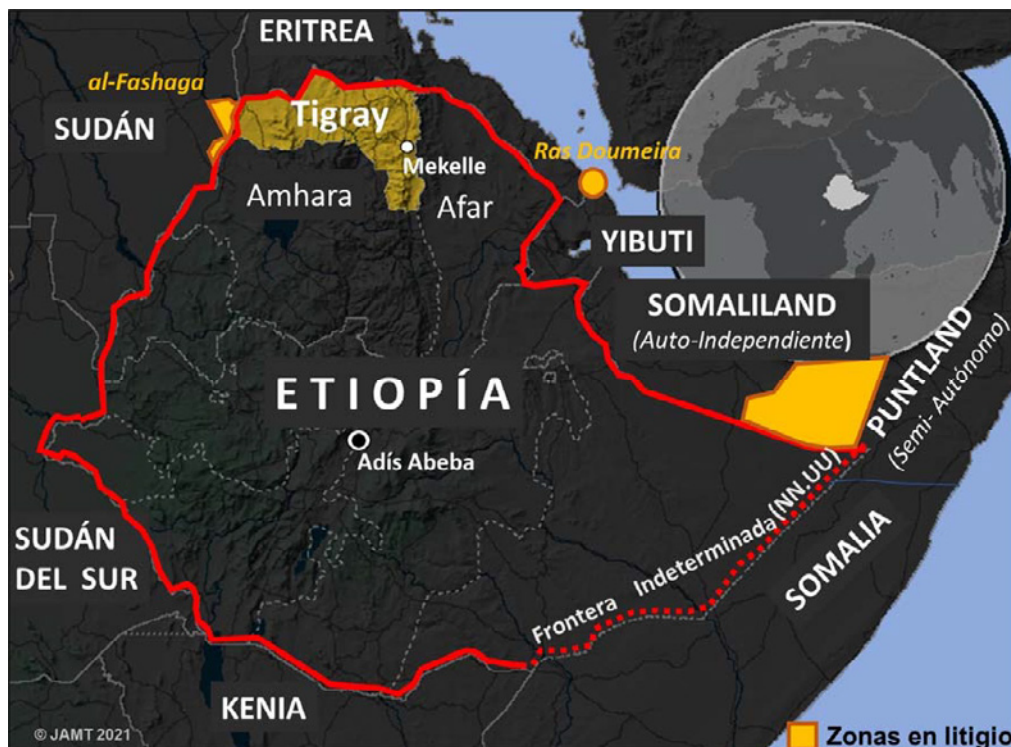 ERITREA
al-Fashaga
SUDÁN
Tigray
Mekelle
Ras Doumeira
Amhara
Afar
YIBUTI
SOMALILAND
(Auto-Independiente)
PUNTLAND
(Semi- Autónomo)
ETIOPÍA
Adís Abeba
Frontera Indeterminada (NN.UU)
SOMALIA
SUDÁN
DEL SUR
KENIA
© JAMT 2021
Zonas en litigio